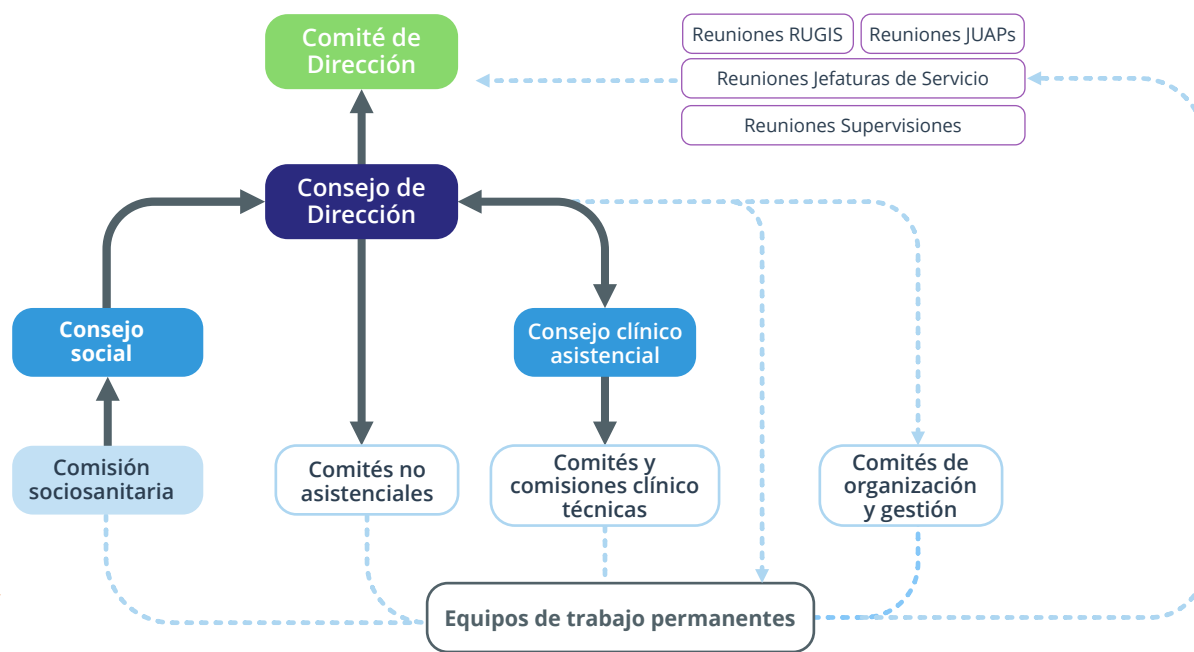 Comité de
Dirección
Reuniones RUGIS
Reuniones JUAPs
Reuniones Jefaturas de Servicio
Reuniones Supervisiones
Consejo de
Dirección
Consejo
social
Consejo clínico
asistencial
Comisión
sociosanitaria
Comités no
asistenciales
Comités y
comisiones clínico
técnicas
Comités de
organización
y gestión
Equipos de trabajo permanentes